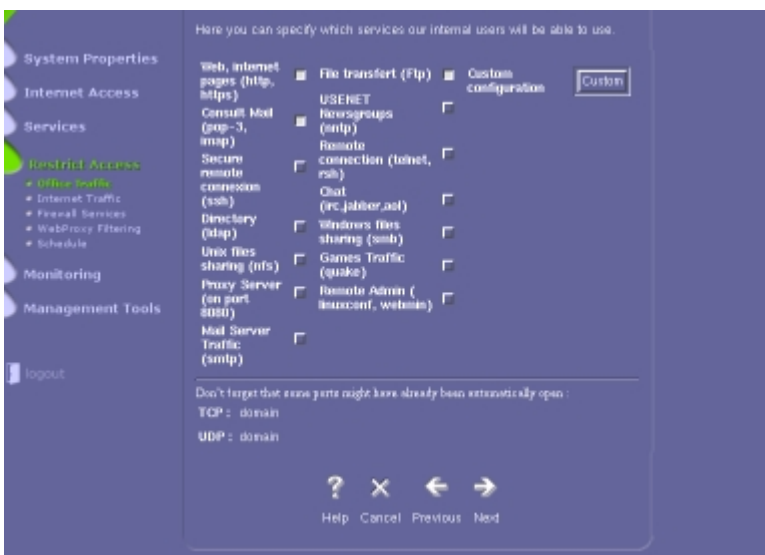 Here you can specify which services our internal users will be able to use.
System Properties
Internet Access
Services
Restrict Access
Office Traffic
Internet Traffic
Firewall Services
WebProxy Filtering
Schedule
Monitoring
Management Tools
logout
Web, internet
pages (http,
https)
File transfert (Ftp)
Custom
configuration
Custom
Consult Mail
(pop-3,
imap)
USENET
Newsgroups
(nntp)
Secure
remote
connexion
(ssh)
Remote
connection (telnet,
rsh)
Chat
(irc,jabber,aol)
Directory
(ldap)
Windows files
sharing (smb)
Unix files
sharing (nfs)
Games Traffic
(quake)
Proxy Server
(on port
8080)
Remote Admin (
linuxconf, webmin)
Mail Server
Traffic
(smtp)
Don't forget that some ports might have already been automatically open :
TCP : domain
UDP : domain
?
Help Cancel Previous Next